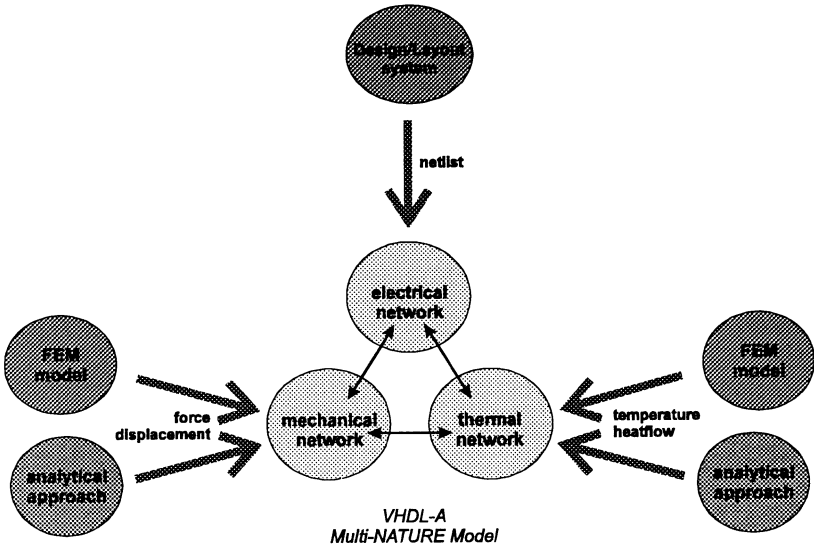 Design/Layout
system
netlist
electrical
network
FEM
model
FEM
model
force
displacement
mechanical
network
thermal
network
temperature
heatflow
analytical
approach
analytical
approach
VHDL-A
Multi-NATURE Model